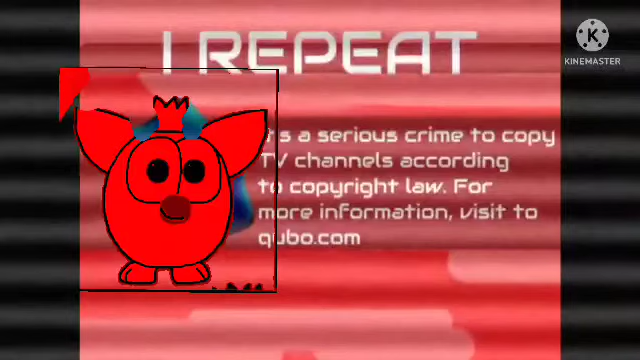 I REPEAT
KINEMASTER
It's a serious crime to copy
TV channels according
to copyright law. For
more information, visit to
qubo.com